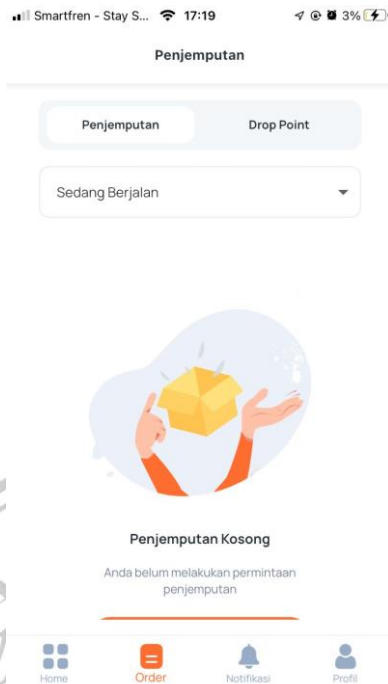 Smartfren - Stay S... 17:19 3%
Penjemputan
Penjemputan Drop Point
Sedang Berjalan
Penjemputan Kosong
Anda belum melakukan permintaan
penjemputan
Home Order Notifikasi Profil